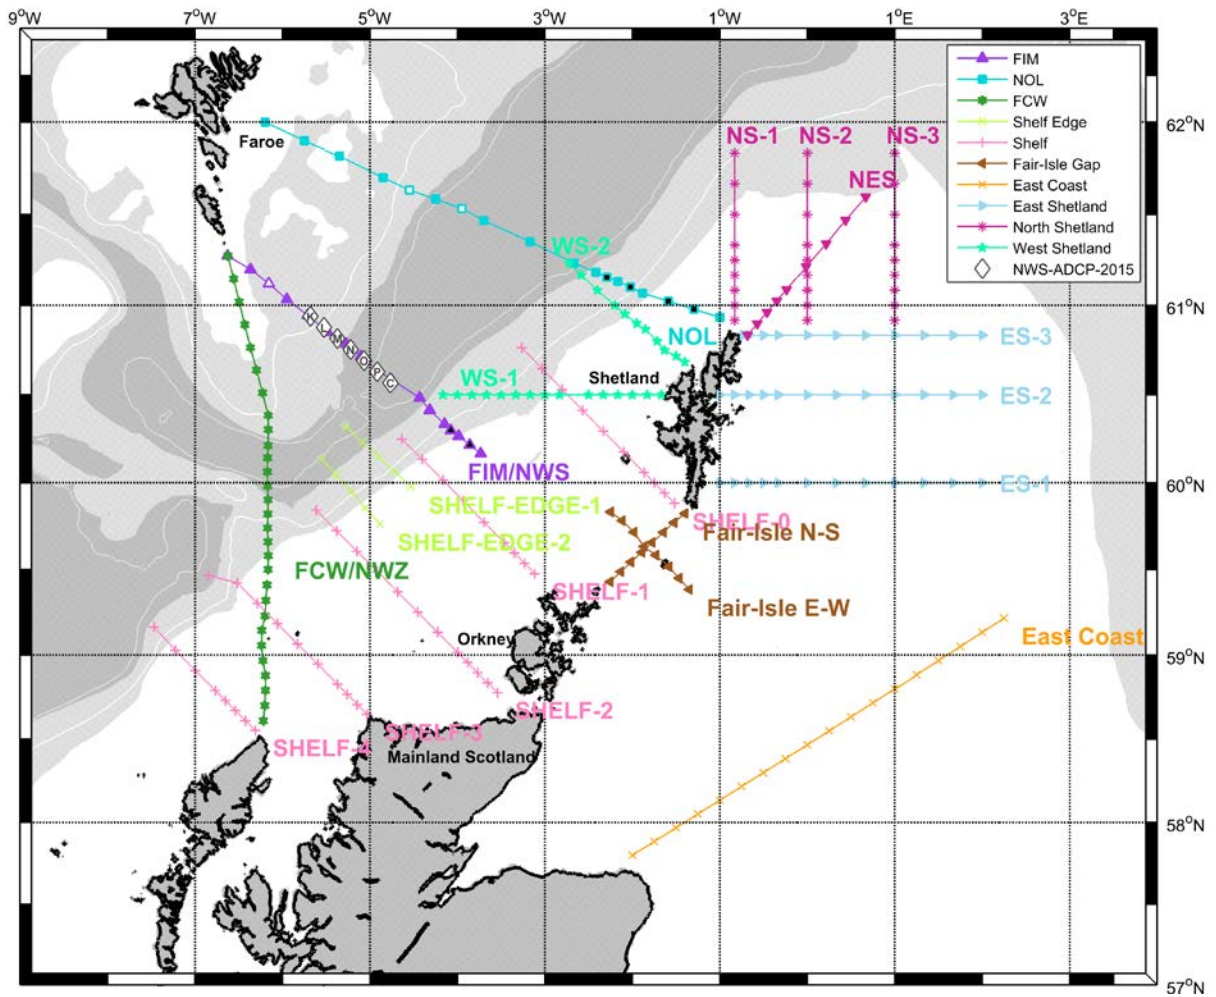 9°W 7°W 5°W 3°W 1°W 1°E 3°E
FIM
NOL
FCW
Shelf Edge
Shelf
Fair-Isle Gap
East Coast
East Shetland
North Shetland
West Shetland
NWS-ADCP-2015
62°N
61°N
60°N
59°N
58°N
57°N
NS-1 NS-2 NS-3
Faroe
NES
WS-2
NOL
ES-3
WS-1
Shetland
ES-2
FIM/NWS
ES-1
SHELF-EDGE-1
SHELF-0
Fair-Isle N-S
SHELF-EDGE-2
FCW/NWZ
SHELF-1
Fair-Isle E-W
Orkney
East Coast
SHELF-2
SHELF-3
SHELF-4
Mainland Scotland